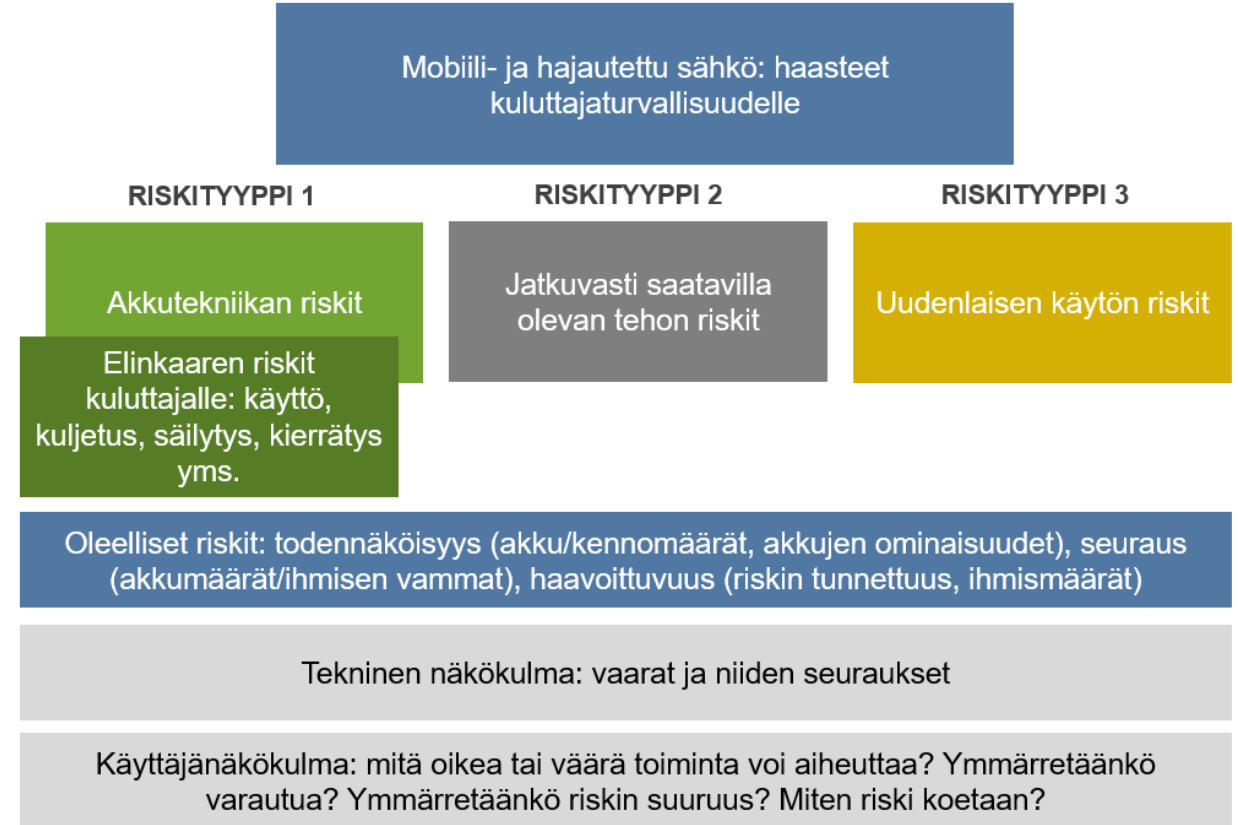 Mobiili- ja hajautettu sähkö: haasteet
kuluttajaturvallisuudelle
RISKITYYPPI 1
RISKITYYPPI 2
RISKITYYPPI 3
Akkutekniikan riskit
Jatkuvasti saatavilla
olevan tehon riskit
Uudenlaisen käytön riskit
Elinkaaren riskit
kuluttajalle: käyttö,
kuljetus, säilytys, kierrätys
yms.
Oleelliset riskit: todennäköisyys (akku/kennomäärät, akkujen ominaisuudet), seuraus
(akkumäärät/ihmisen vammat), haavoittuvuus (riskin tunnettuus, ihmismäärät)
Tekninen näkökulma: vaarat ja niiden seuraukset
Käyttäjänäkökulma: mitä oikea tai väärä toiminta voi aiheuttaa? Ymmärretäänkö
varautua? Ymmärretäänkö riskin suuruus? Miten riski koetaan?